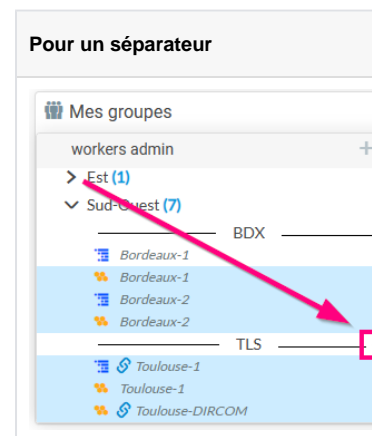 Pour un séparateur
Mes groupes
workers admin +
Est (1)
Sud-Ouest (7)
BDX
Bordeaux-1
Bordeaux-1
Bordeaux-2
Bordeaux-2
TLS
Toulouse-1
Toulouse-1
Toulouse-DIRCOM